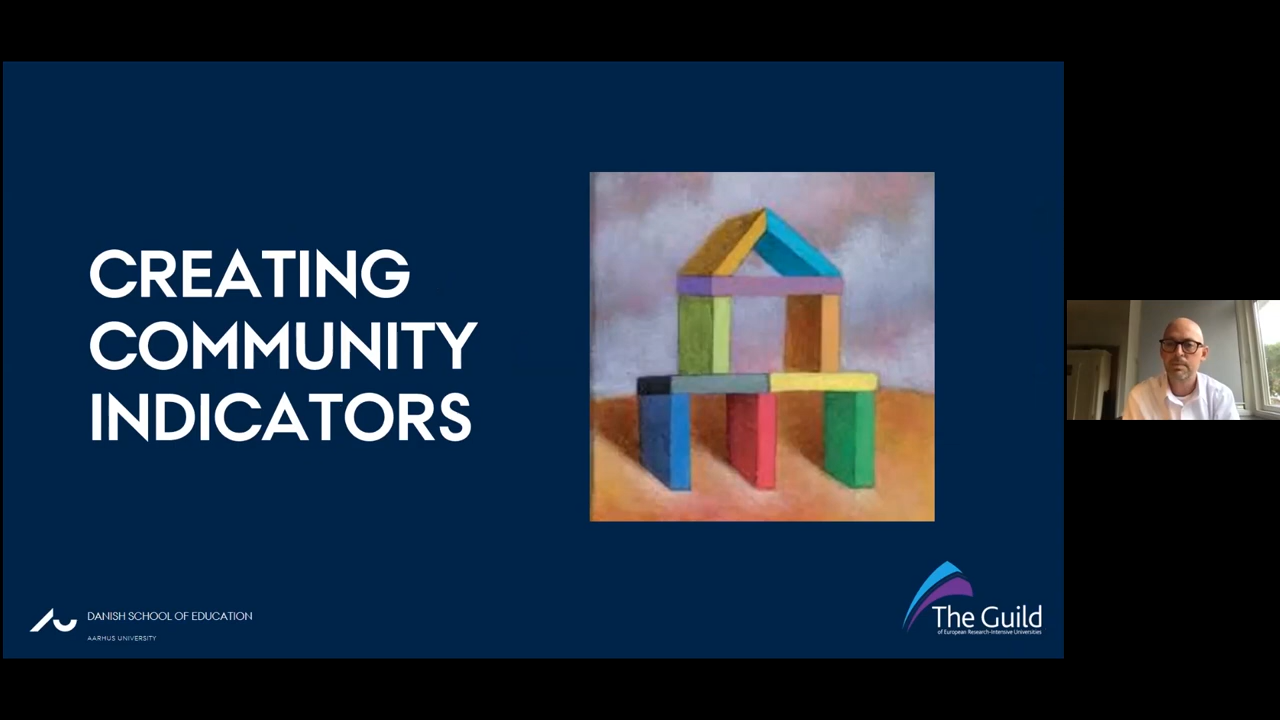 CREATING
COMMUNITY
INDICATORS
DANISH SCHOOL OF EDUCATION
AARHUS UNIVERSITY
The Guild
of European Research-Intensive Universities